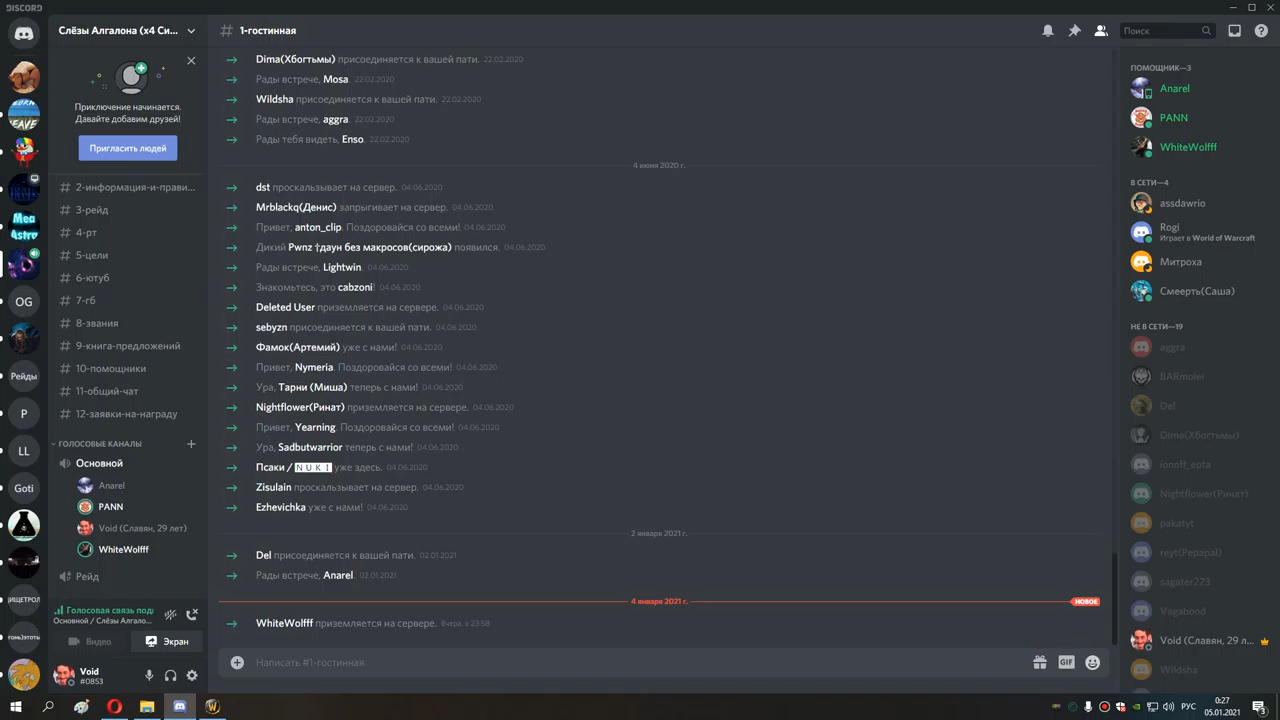 DISCORD
Слёзы Алгалона (x4 Си...
Приключение начинается.
Давайте добавим друзей!
Пригласить людей
2-информация-и-прави...
3-рейд
4-рт
5-цели
6-ютуб
7-гб
8-звания
9-книга-предложений
10-помощники
11-общий-чат
12-заявки-на-награду
ГОЛОСОВЫЕ КАНАЛЫ
Основной
Anarel
PANN
Void (Славян, 29 лет)
WhiteWolfff
Рейд
Голосовая связь под
Основной / Слёзы Алгало...
Видео
Экран
Void
#0853
OG
Рейды
P
LL
Goti
1-гостинная
Поиск
Dima(Хбогтьмы) присоединяется к вашей пати. 22.02.2020
Рады встрече, Mosa. 22.02.2020
Wildsha присоединяется к вашей пати. 22.02.2020
Рады встрече, aggra. 22.02.2020
Рады тебя видеть, Enso. 22.02.2020
4 июня 2020 г.
dst проскальзывает на сервер. 04.06.2020
Mrblackq(Денис) запрыгивает на сервер. 04.06.2020
Привет, anton_clip. Поздоровайся со всеми! 04.06.2020
Дикий Pwnz †даун без макросов(сирожа) появился. 04.06.2020
Рады встрече, Lightwin. 04.06.2020
Знакомьтесь, это cabzoni! 04.06.2020
Deleted User приземляется на сервере. 04.06.2020
sebyzn присоединяется к вашей пати. 04.06.2020
Фамок(Артемий) уже с нами! 04.06.2020
Привет, Nymeria. Поздоровайся со всеми! 04.06.2020
Ура, Тарни (Миша) теперь с нами! 04.06.2020
Nightflower(Ринат) приземляется на сервере. 04.06.2020
Привет, Yearning. Поздоровайся со всеми! 04.06.2020
Ура, Sadbutwarrior теперь с нами! 04.06.2020
Псаки / NUKI уже здесь. 04.06.2020
Zisulain проскальзывает на сервер. 04.06.2020
Ezhevichka уже с нами! 04.06.2020
2 января 2021 г.
Del присоединяется к вашей пати. 02.01.2021
Рады встрече, Anarel. 02.01.2021
4 января 2021 г.
НОВОЕ
WhiteWolfff приземляется на сервере. Вчера, в 23:58
Написать #1-гостинная
GIF
ПОМОЩНИК—3
Anarel
PANN
WhiteWolfff
В СЕТИ—4
assdawrio
Rogi
Играет в World of Warcraft
Митроха
Смеерть(Саша)
НЕ В СЕТИ—19
aggra
BARmolei
Del
Dima(Хбогтьмы)
ionoff_epta
Nightflower(Ринат)
pakatyt
reyt(Pepapal)
sagater223
Vagabond
Void (Славян, 29 л...
Wildsha
РУС
0:27
05.01.2021